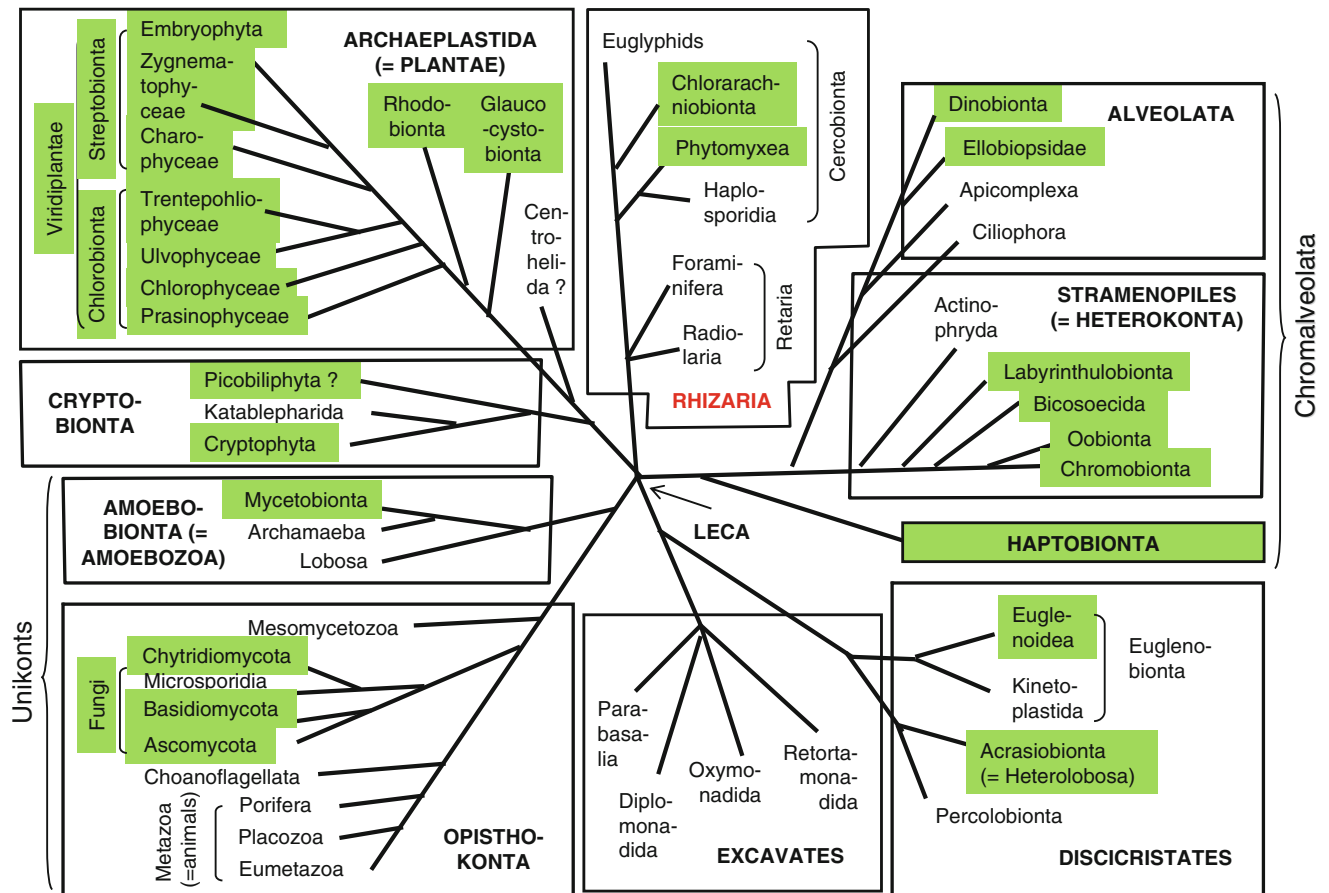 Embryophyta
Zygnema-
tophy-
ceae
Charo-
phyceae
Streptobionta
Viridiplantae
Trentepohlio-
phyceae
Ulvophyceae
Chlorophyceae
Prasinophyceae
Chlorobionta
ARCHAEPLASTIDA
(= PLANTAE)
Rhodo-
bionta
Glauco
-cysto-
bionta
Cen-
tro-
heli-
da ?
Euglyphids
Chlorarach-
niobionta
Phytomyxea
Haplo-
sporidia
Cercobionta
Forami-
nifera
Radio-
laria
Retaria
RHIZARIA
Dinobionta
ALVEOLATA
Ellobiopsidae
Apicomplexa
Ciliophora
STRAMENOPILES
(= HETEROKONTA)
Actino-
phryda
Labyrinthulobionta
Bicosoecida
Oobionta
Chromobionta
Chromalveolata
HAPTOBIONTA
CRYPTO-
BIONTA
Picobiliphyta ?
Katablepharida
Cryptophyta
AMOEBO-
BIONTA (=
AMOEBOZOA)
Mycetobionta
Archamaeba
Lobosa
LECA
Unikonts
Mesomycetozoa
Chytridiomycota
Microsporidia
Basidiomycota
Ascomycota
Fungi
Choanoflagellata
Porifera
Placozoa
Eumetazoa
Metazoa
(=animals)
OPISTHO-
KONTA
Para-
basa-
lia
Diplo-
mona-
dida
Oxymo-
nadida
Retorta-
mona-
dida
EXCAVATES
Eugle-
noidea
Kineto-
plastida
Eugleno-
bionta
Acrasiobionta
(= Heterolobosa)
Percolobionta
DISCICRISTATES